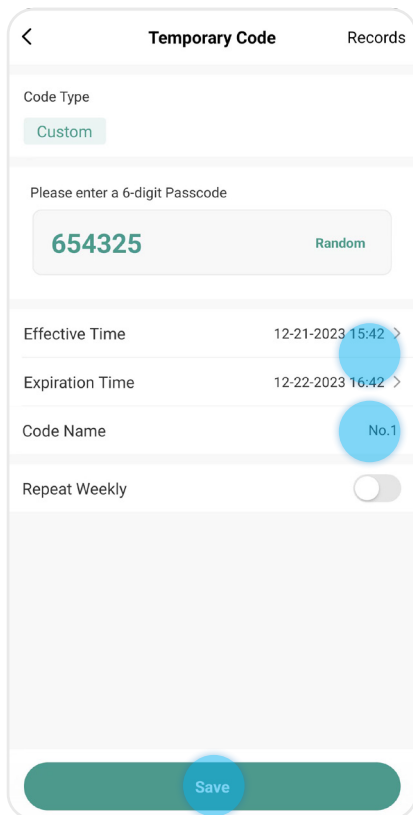 Temporary Code Records
Code Type
Custom
Please enter a 6-digit Passcode
654325 Random
Effective Time 12-21-2023 15:42
Expiration Time 12-22-2023 16:42
Code Name No.1
Repeat Weekly
Save